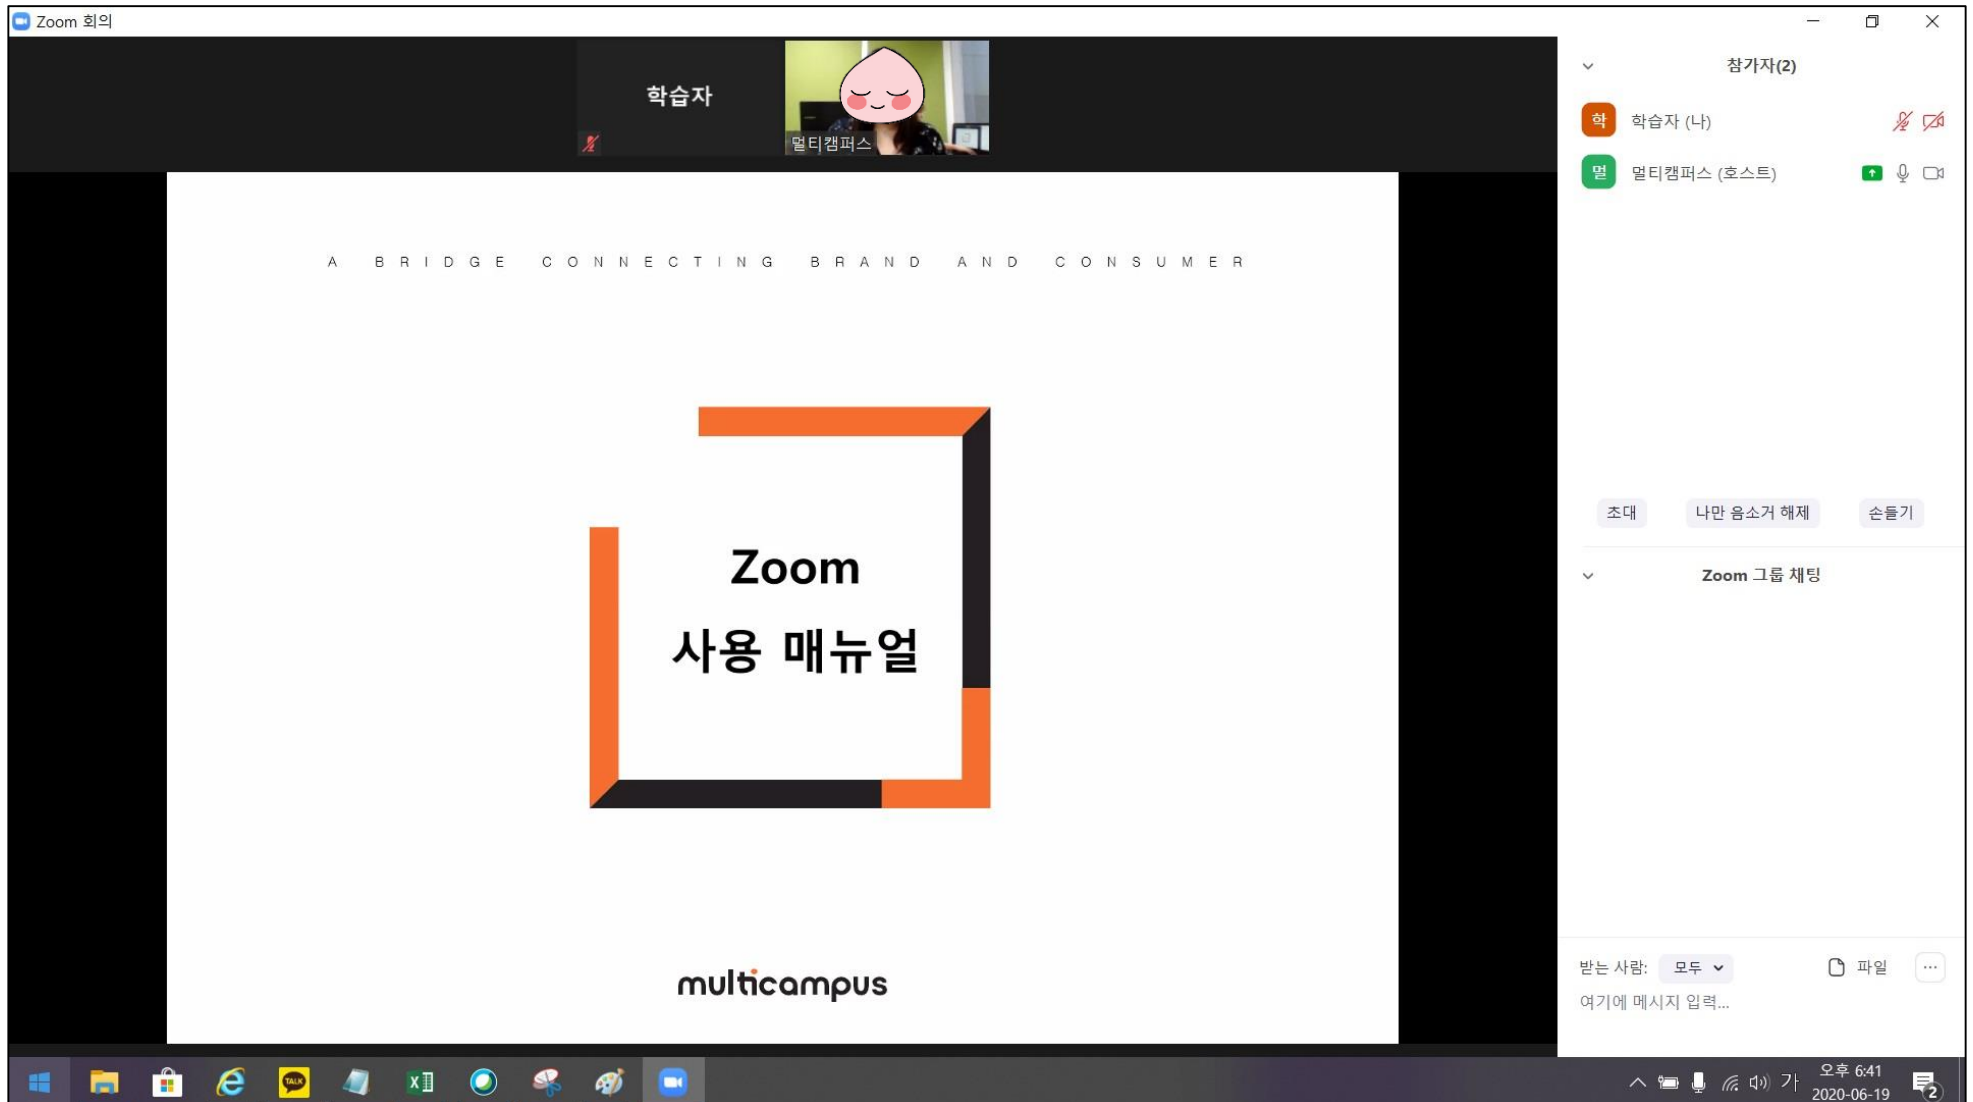 Zoom 회의
학습자
멀티캠퍼스
A BRIDGE CONNECTING BRAND AND CONSUMER
Zoom
사용 매뉴얼
multicampus
참가자(2)
학 학습자 (나)
멀 멀티캠퍼스 (호스트)
초대 나만 음소거 해제 손들기
Zoom 그룹 채팅
받는 사람: 모두 파일 ...
여기에 메시지 입력...
TALK
가 오후 6:41
2020-06-19 2